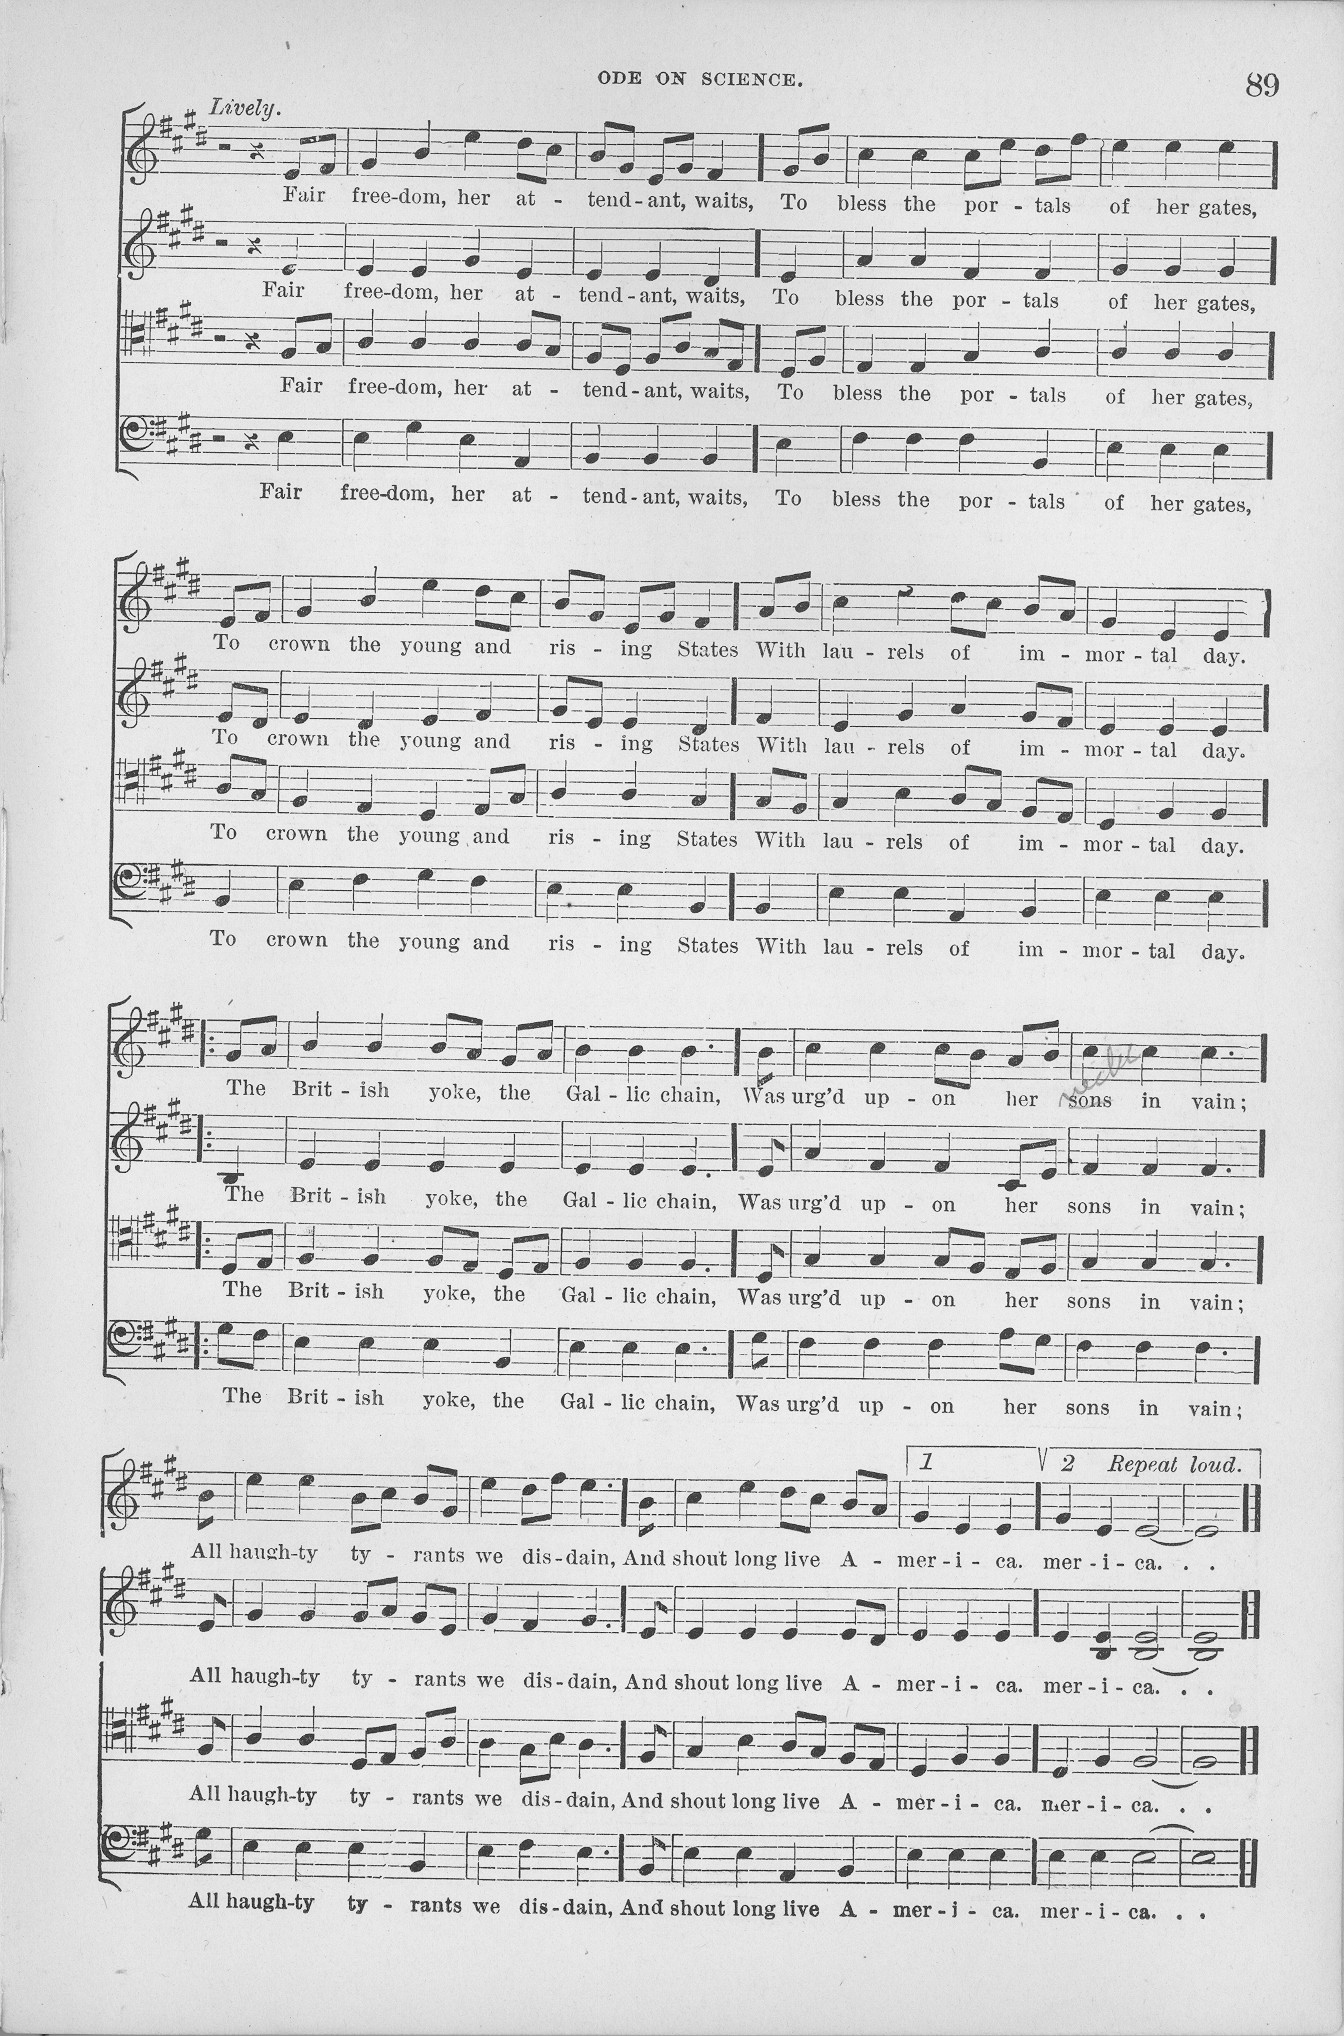 ODE ON SCIENCE.
89
Lively.
Fair free-dom, her at - tend-ant, waits, To bless the por - tals of her gates,
Fair free-dom, her at - tend-ant, waits, To bless the por - tals of her gates,
Fair free-dom, her at - tend-ant, waits, To bless the por - tals of her gates,
Fair free-dom, her at - tend-ant, waits, To bless the por - tals of her gates,
To crown the young and ris - ing States With lau - rels of im - mor - tal day.
To crown the young and ris - ing States With lau - rels of im - mor - tal day.
To crown the young and ris - ing States With lau - rels of im - mor - tal day.
To crown the young and ris - ing States With lau - rels of im - mor - tal day.
The Brit - ish yoke, the Gal - lic chain, Was urg'd up - on her sons in vain;
The Brit - ish yoke, the Gal - lic chain, Was urg'd up - on her sons in vain;
The Brit - ish yoke, the Gal - lic chain, Was urg'd up - on her sons in vain;
The Brit - ish yoke, the Gal - lic chain, Was urg'd up - on her sons in vain;
1 2 Repeat loud.
All haugh-ty ty - rants we dis-dain, And shout long live A - mer - i - ca. mer - i - ca. . .
All haugh-ty ty - rants we dis-dain, And shout long live A - mer - i - ca. mer - i - ca. . .
All haugh-ty ty - rants we dis-dain, And shout long live A - mer - i - ca. mer - i - ca. . .
All haugh-ty ty - rants we dis-dain, And shout long live A - mer - i - ca. mer - i - ca. . .